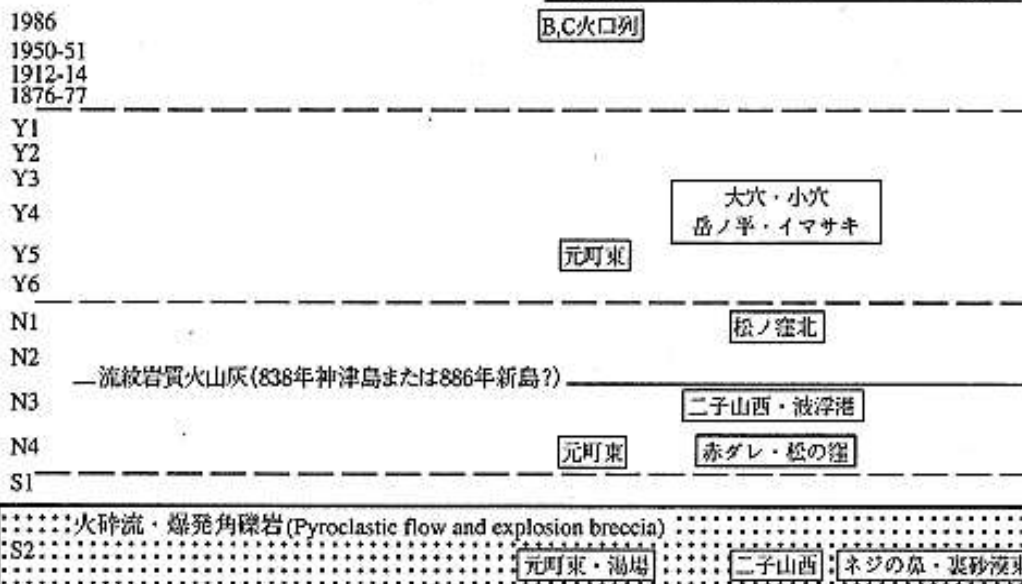 1986
B,C火口列
1950-51
1912-14
1876-77
Y1
Y2
Y3
大穴・小穴
Y4
岳ノ平・イマサキ
Y5
元町東
Y6
N1
松ノ窪北
N2
流紋岩質火山灰(838年神津島または886年新島?)
N3
二子山西・波浮港
N4
元町東
赤ダレ・松の窪
S1
火砕流・爆発角礫岩(Pyroclastic flow and explosion breccia)
S2
元町東・湯場
二子山西
ネジの鼻・裏砂漠東